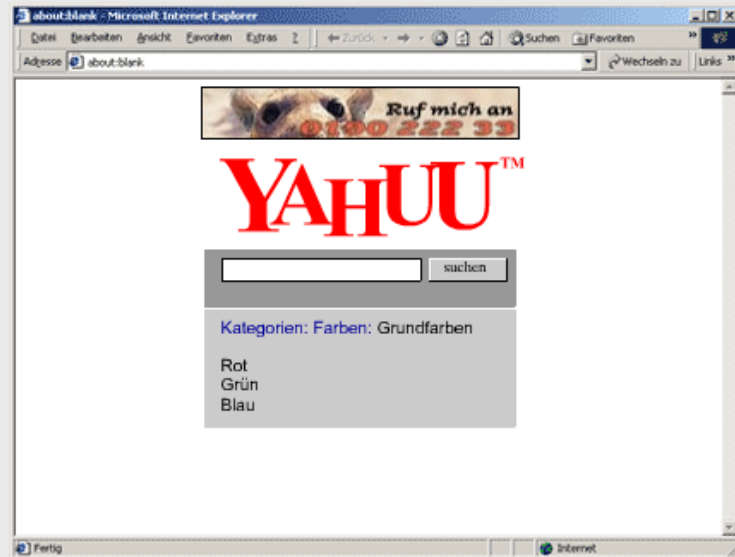 about:blank - Microsoft Internet Explorer
Datei Bearbeiten Ansicht Favoriten Extras ? Zurück Suchen Favoriten »
Adresse about:blank Wechseln zu Links »
Ruf mich an
0190 222 33
YAHUU™
suchen
Kategorien: Farben: Grundfarben
Rot
Grün
Blau
Fertig Internet